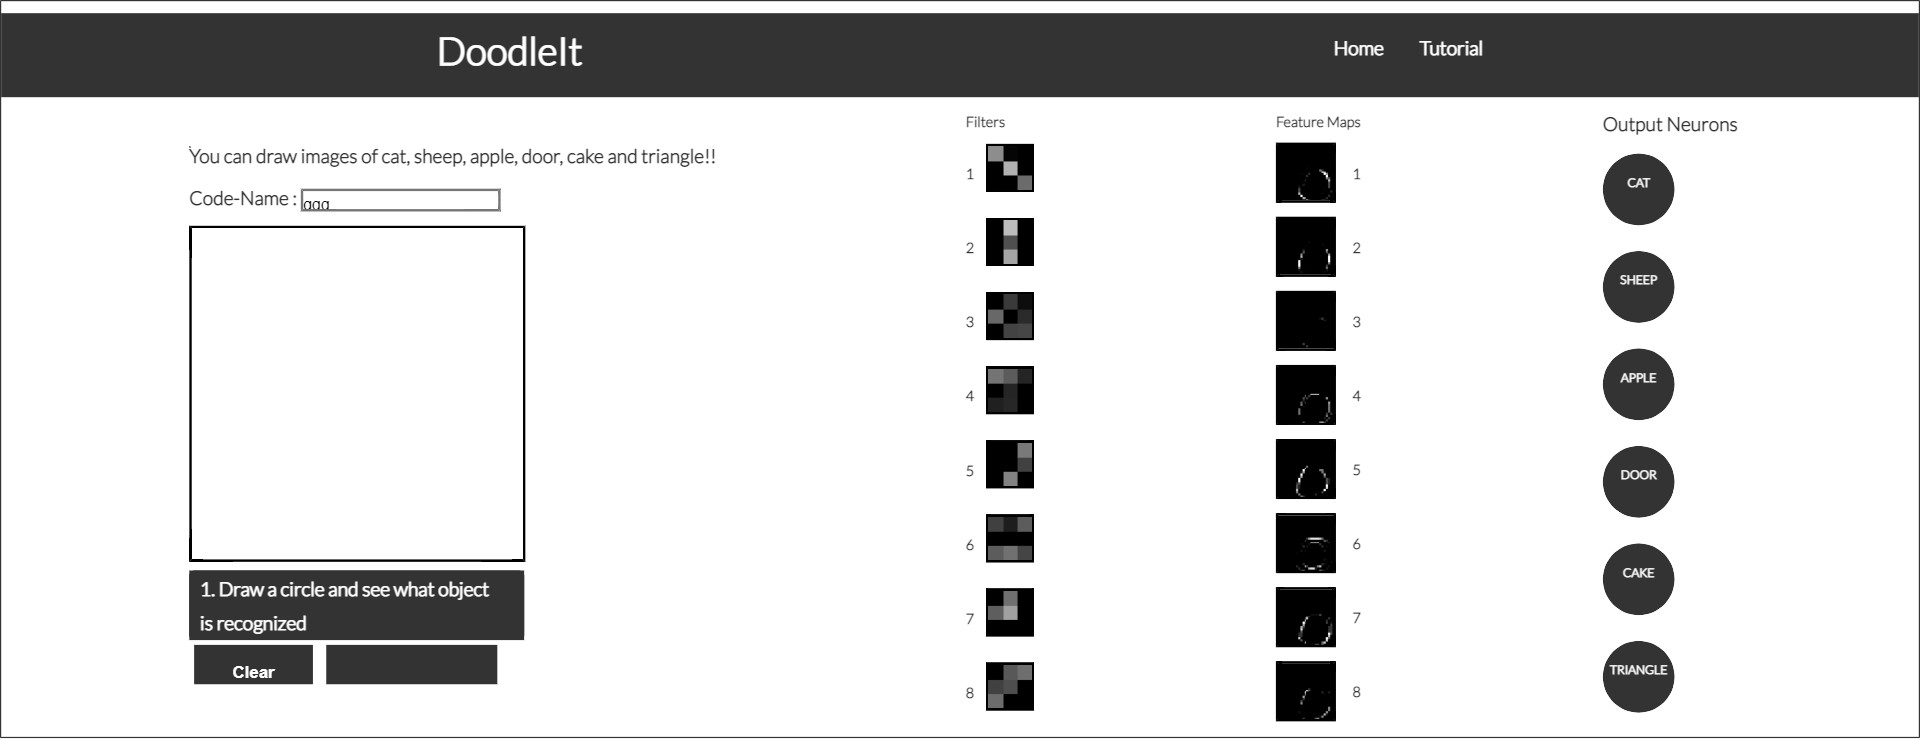 DoodleIt
Home
Tutorial
You can draw images of cat, sheep, apple, door, cake and triangle!!
Code-Name :
1. Draw a circle and see what object
is recognized
Clear
Filters
1
2
3
4
5
6
7
8
Feature Maps
1
2
3
4
5
6
7
8
Output Neurons
CAT
SHEEP
APPLE
DOOR
CAKE
TRIANGLE